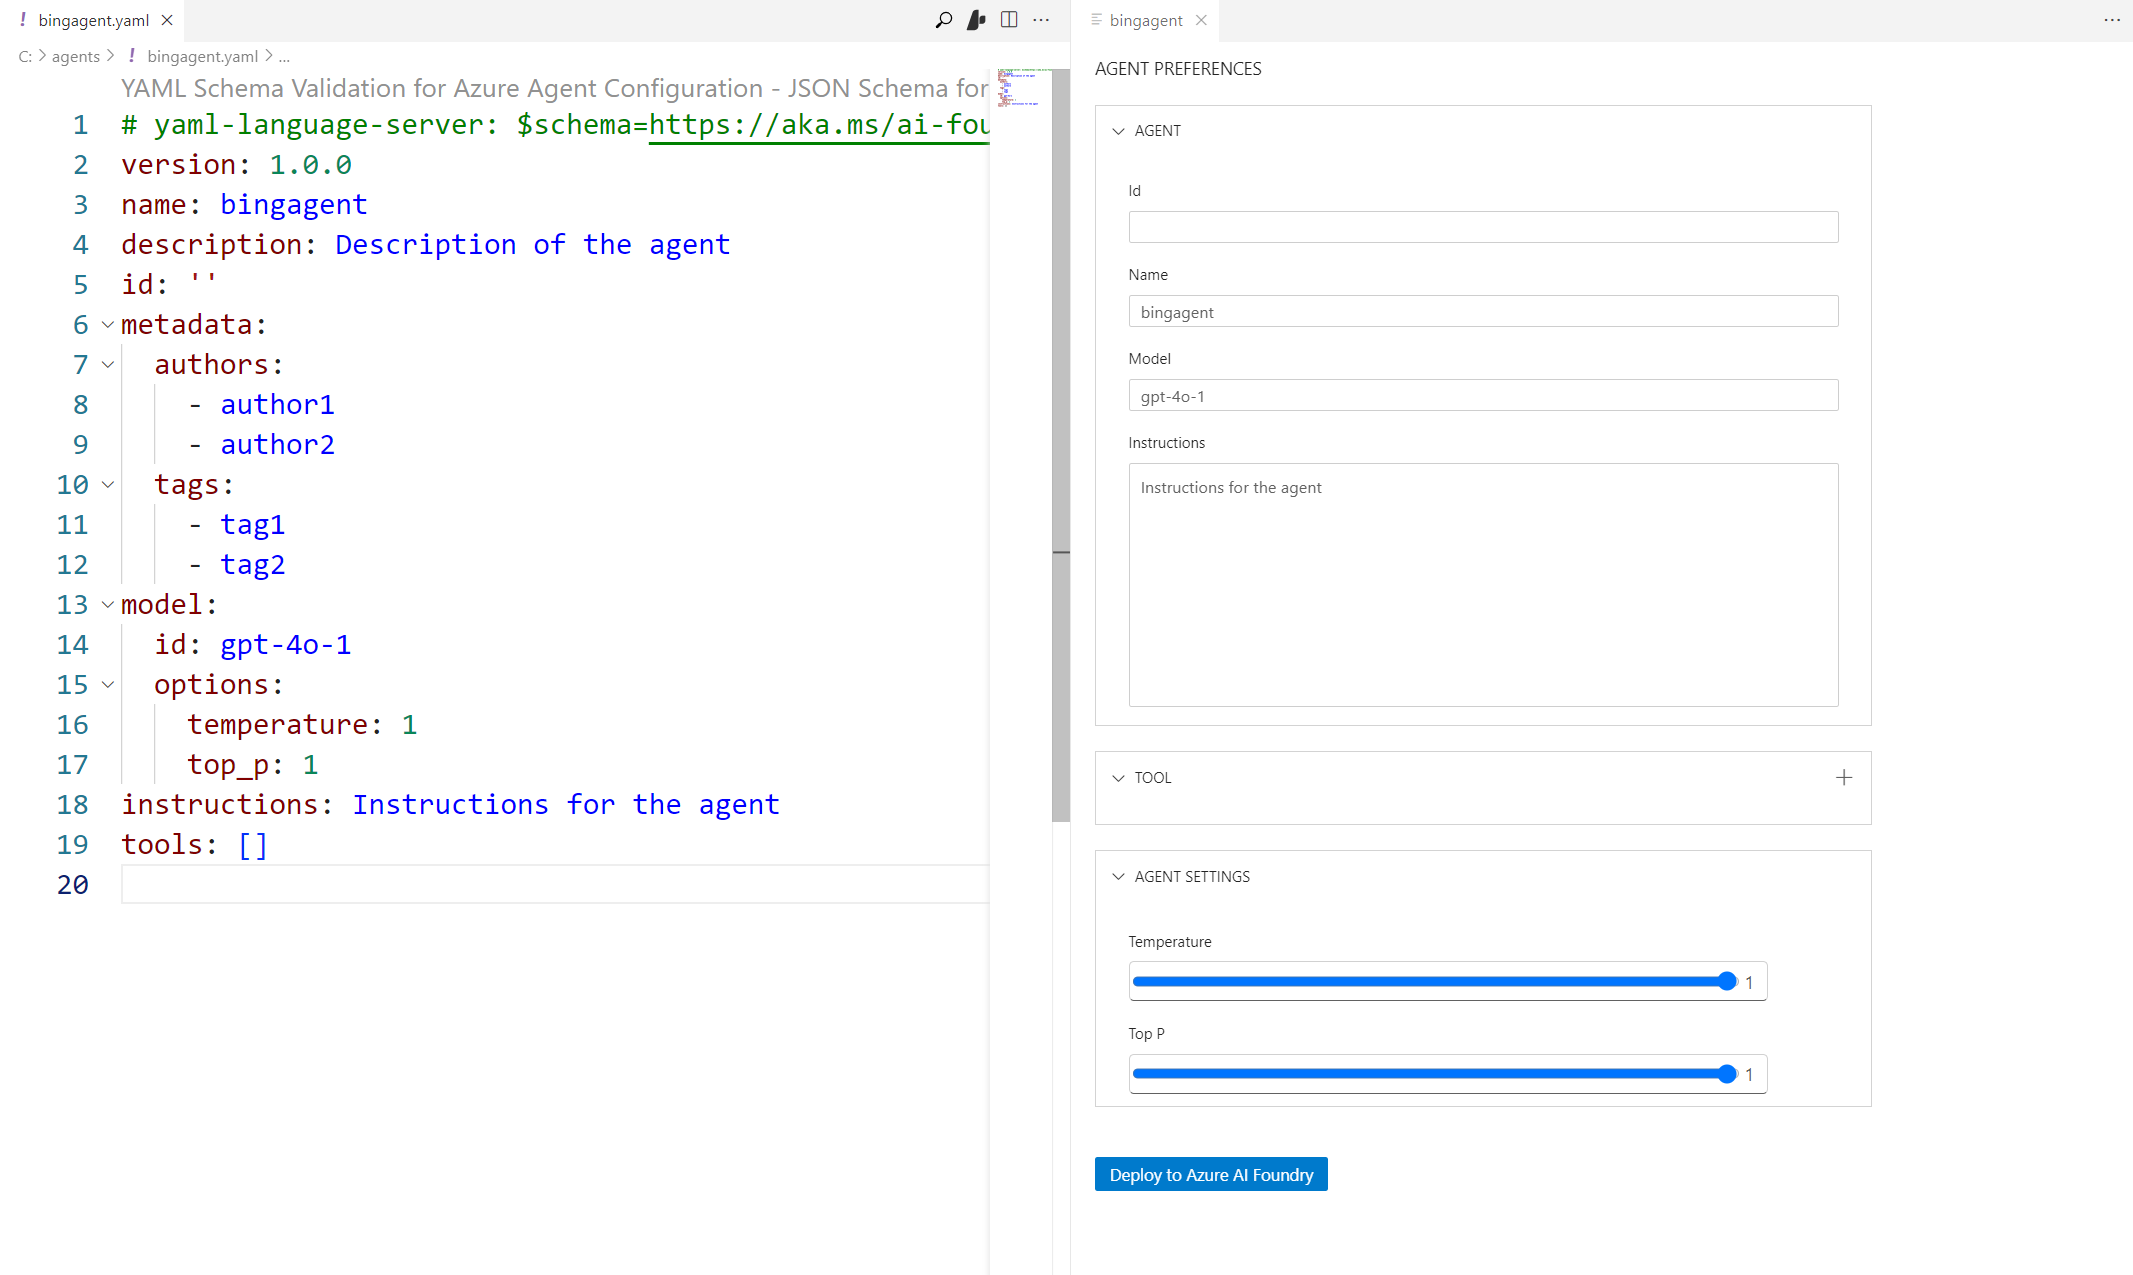 ! bingagent.yaml
C: > agents > ! bingagent.yaml > ...
YAML Schema Validation for Azure Agent Configuration - JSON Schema for
1 # yaml-language-server: $schema=https://aka.ms/ai-fou
2 version: 1.0.0
3 name: bingagent
4 description: Description of the agent
5 id: ''
6 metadata:
7 authors:
8 - author1
9 - author2
10 tags:
11 - tag1
12 - tag2
13 model:
14 id: gpt-4o-1
15 options:
16 temperature: 1
17 top_p: 1
18 instructions: Instructions for the agent
19 tools: []
20
bingagent
AGENT PREFERENCES
AGENT
Id
Name
bingagent
Model
gpt-4o-1
Instructions
Instructions for the agent
TOOL
AGENT SETTINGS
Temperature
1
Top P
1
Deploy to Azure AI Foundry